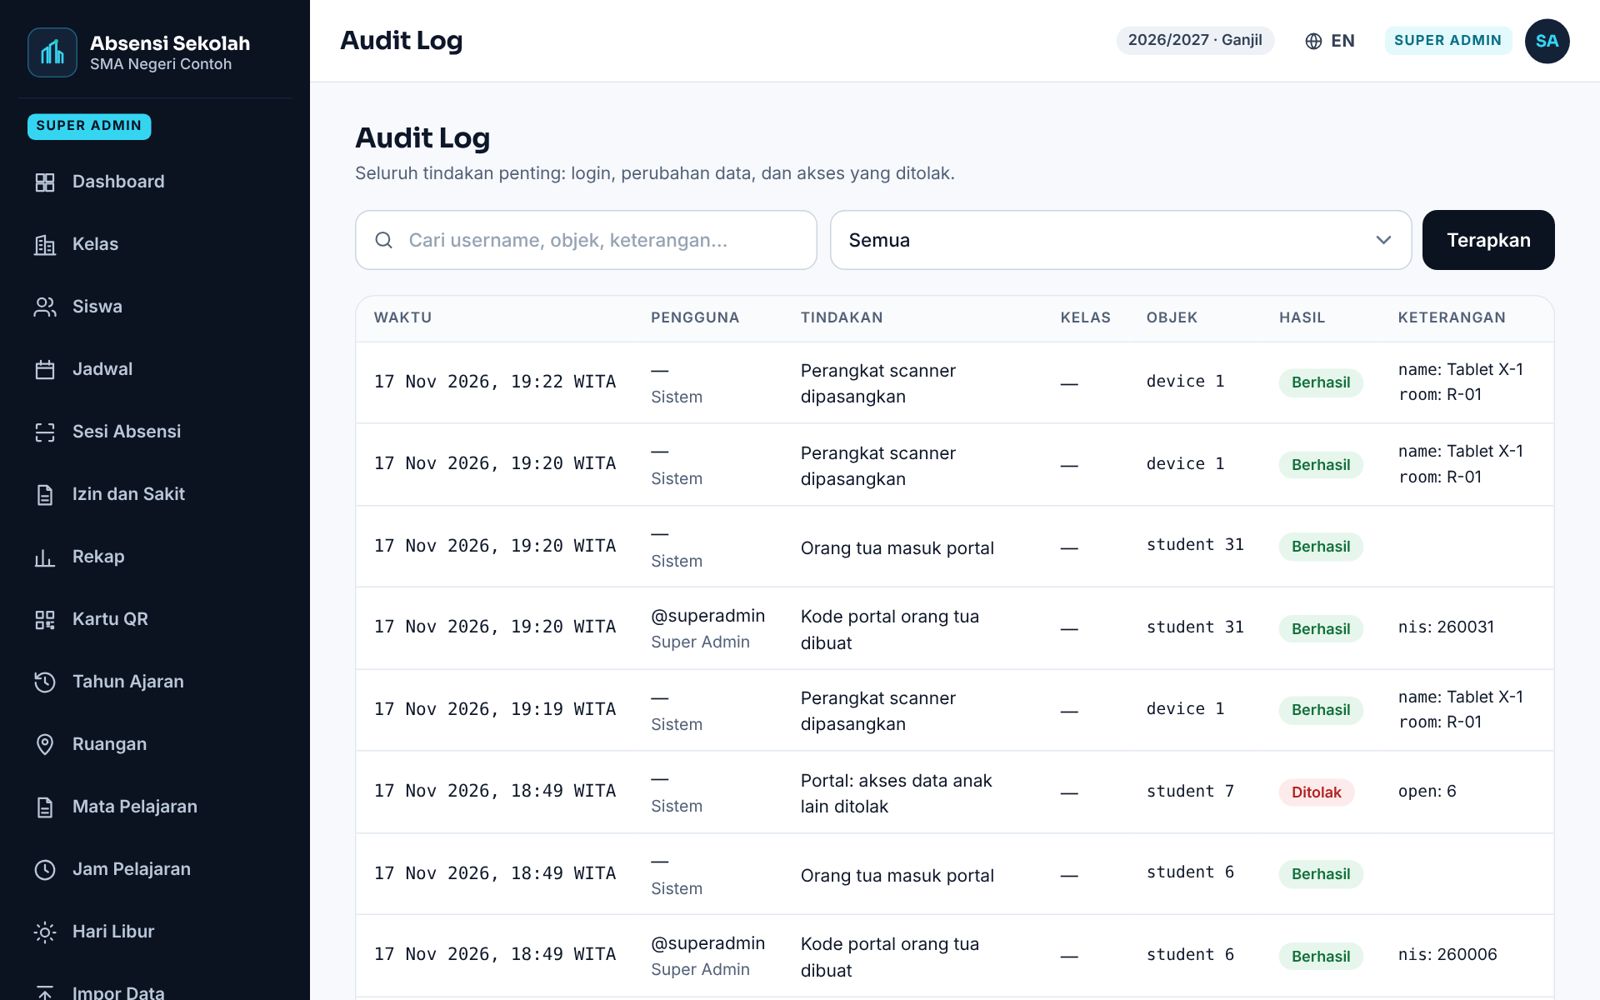 Absensi Sekolah
SMA Negeri Contoh
SUPER ADMIN
Dashboard
Kelas
Siswa
Jadwal
Sesi Absensi
Izin dan Sakit
Rekap
Kartu QR
Tahun Ajaran
Ruangan
Mata Pelajaran
Jam Pelajaran
Hari Libur
Impor Data
Audit Log
2026/2027 · Ganjil
EN
SUPER ADMIN
SA
Audit Log
Seluruh tindakan penting: login, perubahan data, dan akses yang ditolak.
Cari username, objek, keterangan...
Semua
Terapkan
WAKTU PENGGUNA TINDAKAN KELAS OBJEK HASIL KETERANGAN
17 Nov 2026, 19:22 WITA
—
Sistem
Perangkat scanner
dipasangkan
—
device 1
Berhasil
name: Tablet X-1
room: R-01
17 Nov 2026, 19:20 WITA
—
Sistem
Perangkat scanner
dipasangkan
—
device 1
Berhasil
name: Tablet X-1
room: R-01
17 Nov 2026, 19:20 WITA
—
Sistem
Orang tua masuk portal
—
student 31
Berhasil
17 Nov 2026, 19:20 WITA
@superadmin
Super Admin
Kode portal orang tua
dibuat
—
student 31
Berhasil
nis: 260031
17 Nov 2026, 19:19 WITA
—
Sistem
Perangkat scanner
dipasangkan
—
device 1
Berhasil
name: Tablet X-1
room: R-01
17 Nov 2026, 18:49 WITA
—
Sistem
Portal: akses data anak
lain ditolak
—
student 7
Ditolak
open: 6
17 Nov 2026, 18:49 WITA
—
Sistem
Orang tua masuk portal
—
student 6
Berhasil
17 Nov 2026, 18:49 WITA
@superadmin
Super Admin
Kode portal orang tua
dibuat
—
student 6
Berhasil
nis: 260006